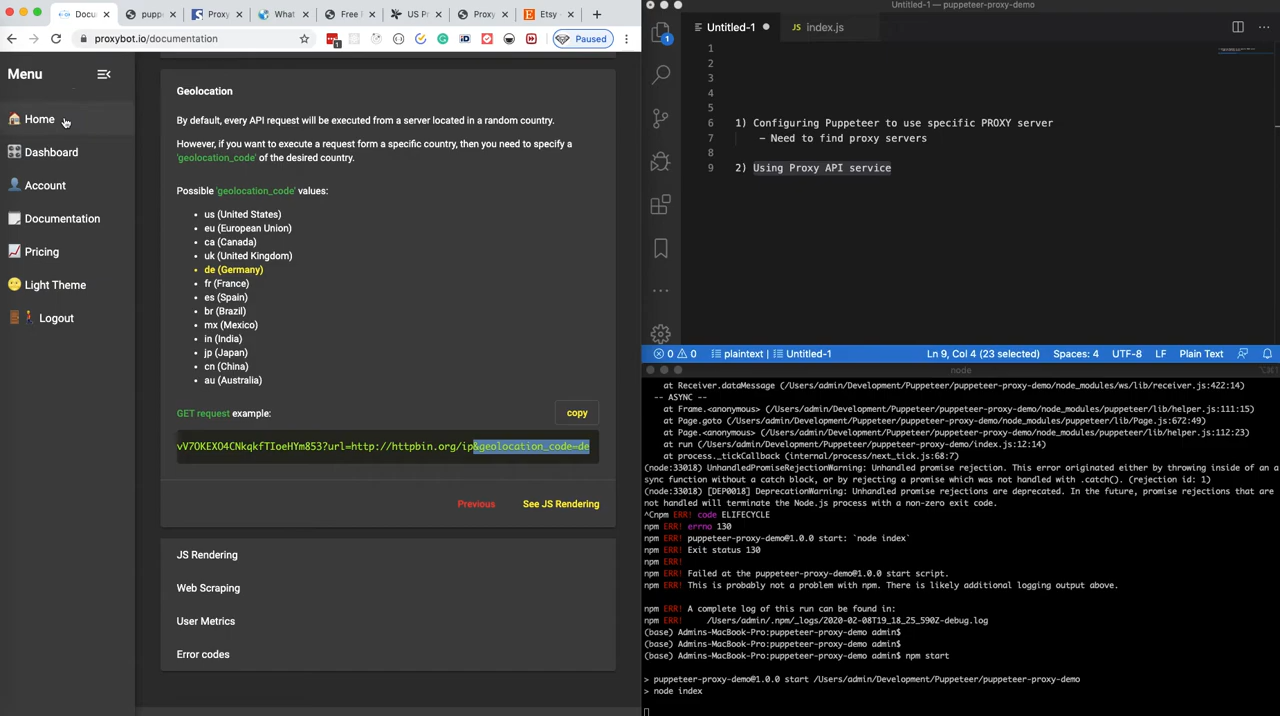 Docu
puppe
Proxy
What
Free F
US Pr
Proxy
Etsy
proxybot.io/documentation
Paused
Menu
Home
Dashboard
Account
Documentation
Pricing
Light Theme
Logout
Geolocation
By default, every API request will be executed from a server located in a random country.
However, if you want to execute a request form a specific country, then you need to specify a
'geolocation_code' of the desired country.
Possible 'geolocation_code' values:
us (United States)
eu (European Union)
ca (Canada)
uk (United Kingdom)
de (Germany)
fr (France)
es (Spain)
br (Brazil)
mx (Mexico)
in (India)
jp (Japan)
cn (China)
au (Australia)
GET request example:
copy
vV7OKEXO4CNkqkfTIoeHYm853?url=http://httpbin.org/ip&geolocation_code=de
Previous
See JS Rendering
JS Rendering
Web Scraping
User Metrics
Error codes
Untitled-1 — puppeteer-proxy-demo
Untitled-1
JS index.js
1
2
3
4
5
6 1) Configuring Puppeteer to use specific PROXY server
7 - Need to find proxy servers
8
9 2) Using Proxy API service
0 0 plaintext | Untitled-1 Ln 9, Col 4 (23 selected) Spaces: 4 UTF-8 LF Plain Text
node
at Receiver.dataMessage (/Users/admin/Development/Puppeteer/puppeteer-proxy-demo/node_modules/ws/lib/receiver.js:422:14)
-- ASYNC --
at Frame.<anonymous> (/Users/admin/Development/Puppeteer/puppeteer-proxy-demo/node_modules/puppeteer/lib/helper.js:111:15)
at Page.goto (/Users/admin/Development/Puppeteer/puppeteer-proxy-demo/node_modules/puppeteer/lib/Page.js:672:49)
at Page.<anonymous> (/Users/admin/Development/Puppeteer/puppeteer-proxy-demo/node_modules/puppeteer/lib/helper.js:112:23)
at run (/Users/admin/Development/Puppeteer/puppeteer-proxy-demo/index.js:12:14)
at process._tickCallback (internal/process/next_tick.js:68:7)
(node:33018) UnhandledPromiseRejectionWarning: Unhandled promise rejection. This error originated either by throwing inside of an a
sync function without a catch block, or by rejecting a promise which was not handled with .catch(). (rejection id: 1)
(node:33018) [DEP0018] DeprecationWarning: Unhandled promise rejections are deprecated. In the future, promise rejections that are
not handled will terminate the Node.js process with a non-zero exit code.
^Cnpm ERR! code ELIFECYCLE
npm ERR! errno 130
npm ERR! puppeteer-proxy-demo@1.0.0 start: `node index`
npm ERR! Exit status 130
npm ERR!
npm ERR! Failed at the puppeteer-proxy-demo@1.0.0 start script.
npm ERR! This is probably not a problem with npm. There is likely additional logging output above.
npm ERR! A complete log of this run can be found in:
npm ERR! /Users/admin/.npm/_logs/2020-02-08T19_18_25_590Z-debug.log
(base) Admins-MacBook-Pro:puppeteer-proxy-demo admin$
(base) Admins-MacBook-Pro:puppeteer-proxy-demo admin$
(base) Admins-MacBook-Pro:puppeteer-proxy-demo admin$ npm start
> puppeteer-proxy-demo@1.0.0 start /Users/admin/Development/Puppeteer/puppeteer-proxy-demo
> node index